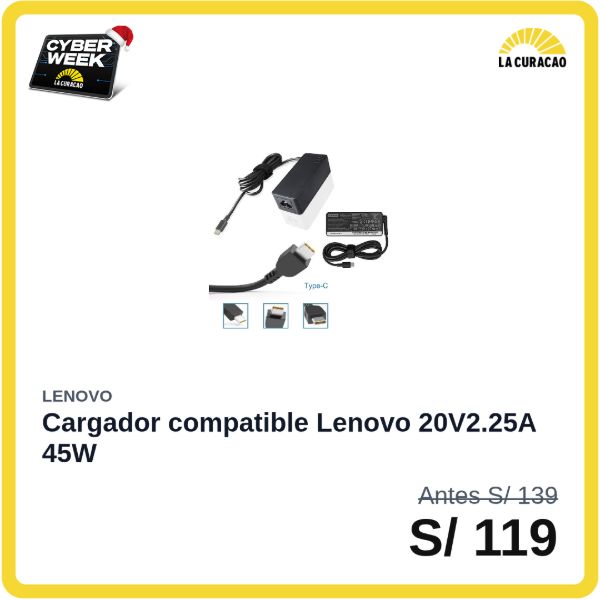 CYBER
WEEK
LA CURACAO
LA CURACAO
Type-C
LENOVO
Cargador compatible Lenovo 20V2.25A
45W
Antes S/ 139
S/ 119